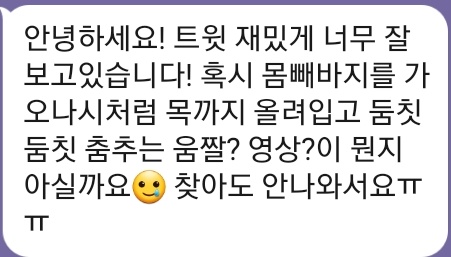 안녕하세요! 트윗 재밌게 너무 잘
보고있습니다! 혹시 몸빼바지를 가
오나시처럼 목까지 올려입고 둠칫
둠칫 춤추는 움짤? 영상?이 뭔지
아실까요🥲 찾아도 안나와서요ㅠ
ㅠ